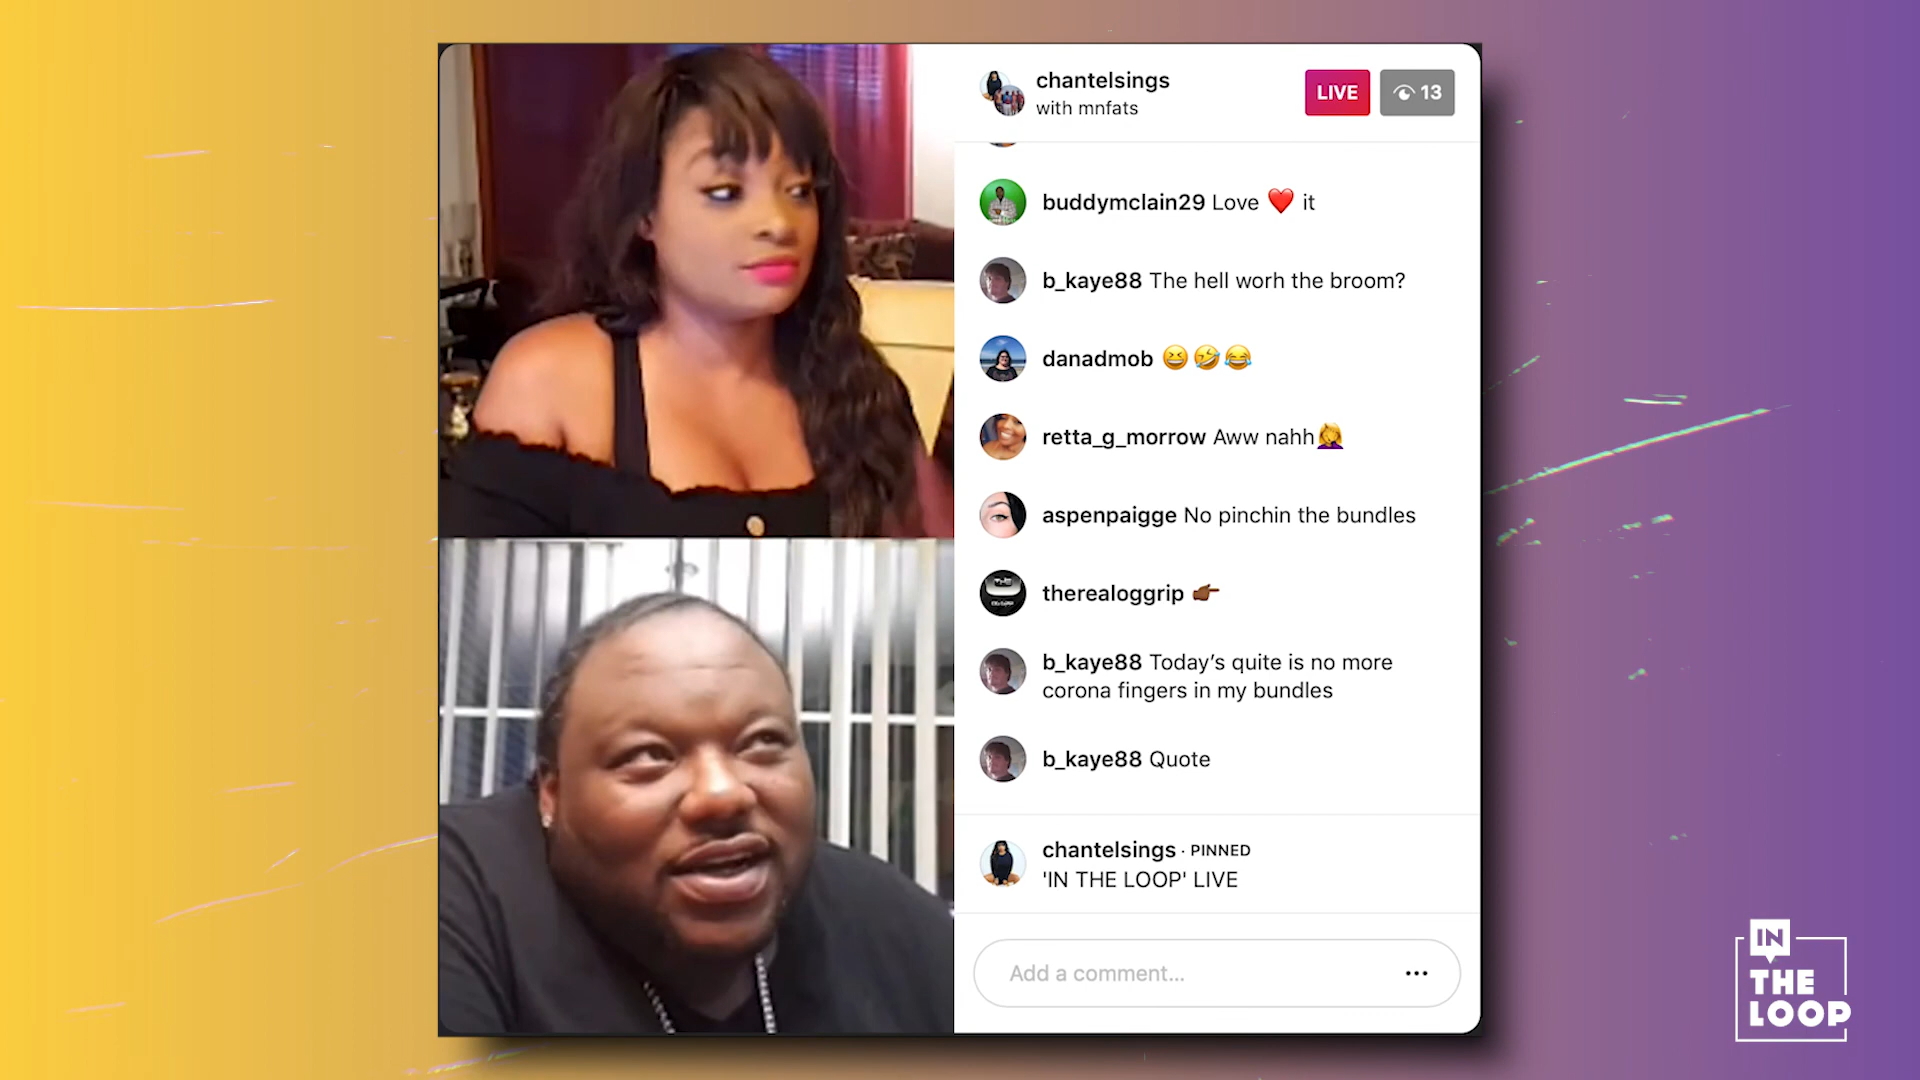 chantelsings
with mnfats
LIVE
13
buddymclain29 Love ❤️ it
b_kaye88 The hell worh the broom?
danadmob 😆🤣😂
retta_g_morrow Aww nahh🤦‍♀️
aspenpaigge No pinchin the bundles
therealoggrip 👉🏾
b_kaye88 Today’s quite is no more
corona fingers in my bundles
b_kaye88 Quote
chantelsings · PINNED
'IN THE LOOP' LIVE
Add a comment...
IN
THE
LOOP